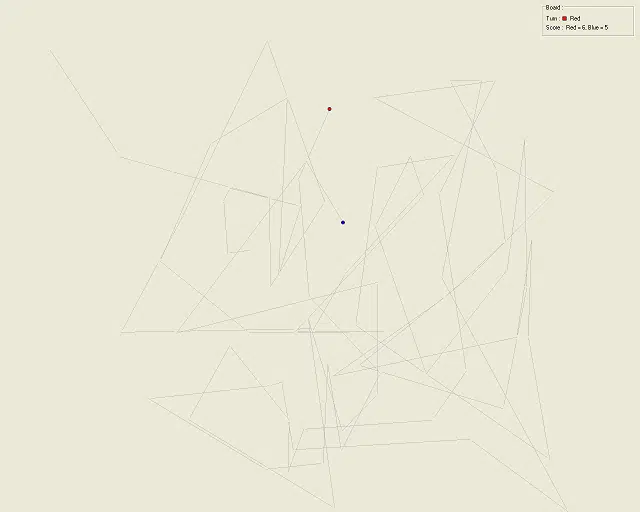 Board :
Turn : Red
Score : Red = 6, Blue = 5